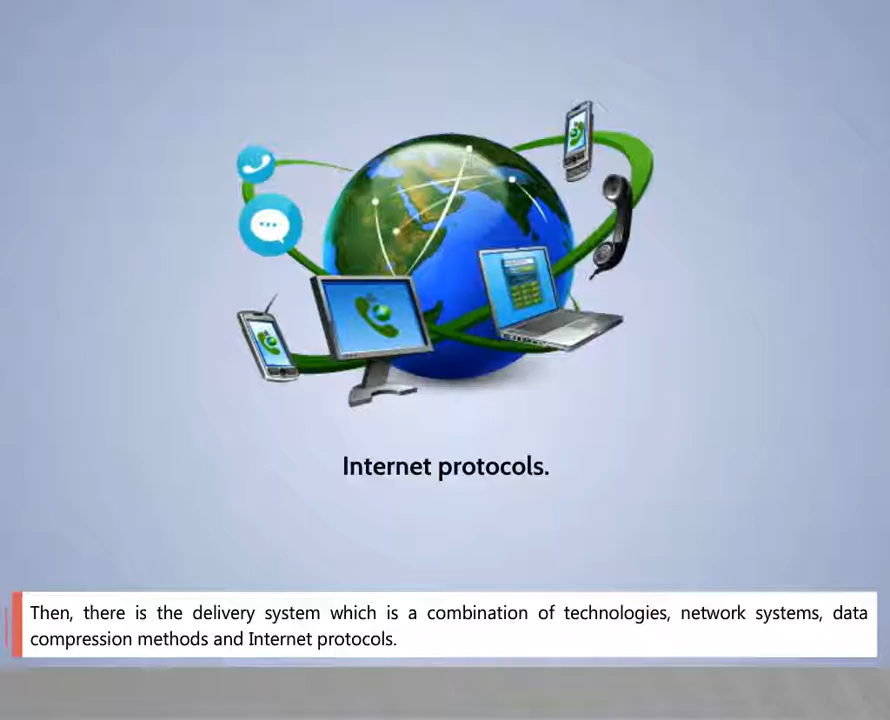 Internet protocols.
Then, there is the delivery system which is a combination of technologies, network systems, data
compression methods and Internet protocols.